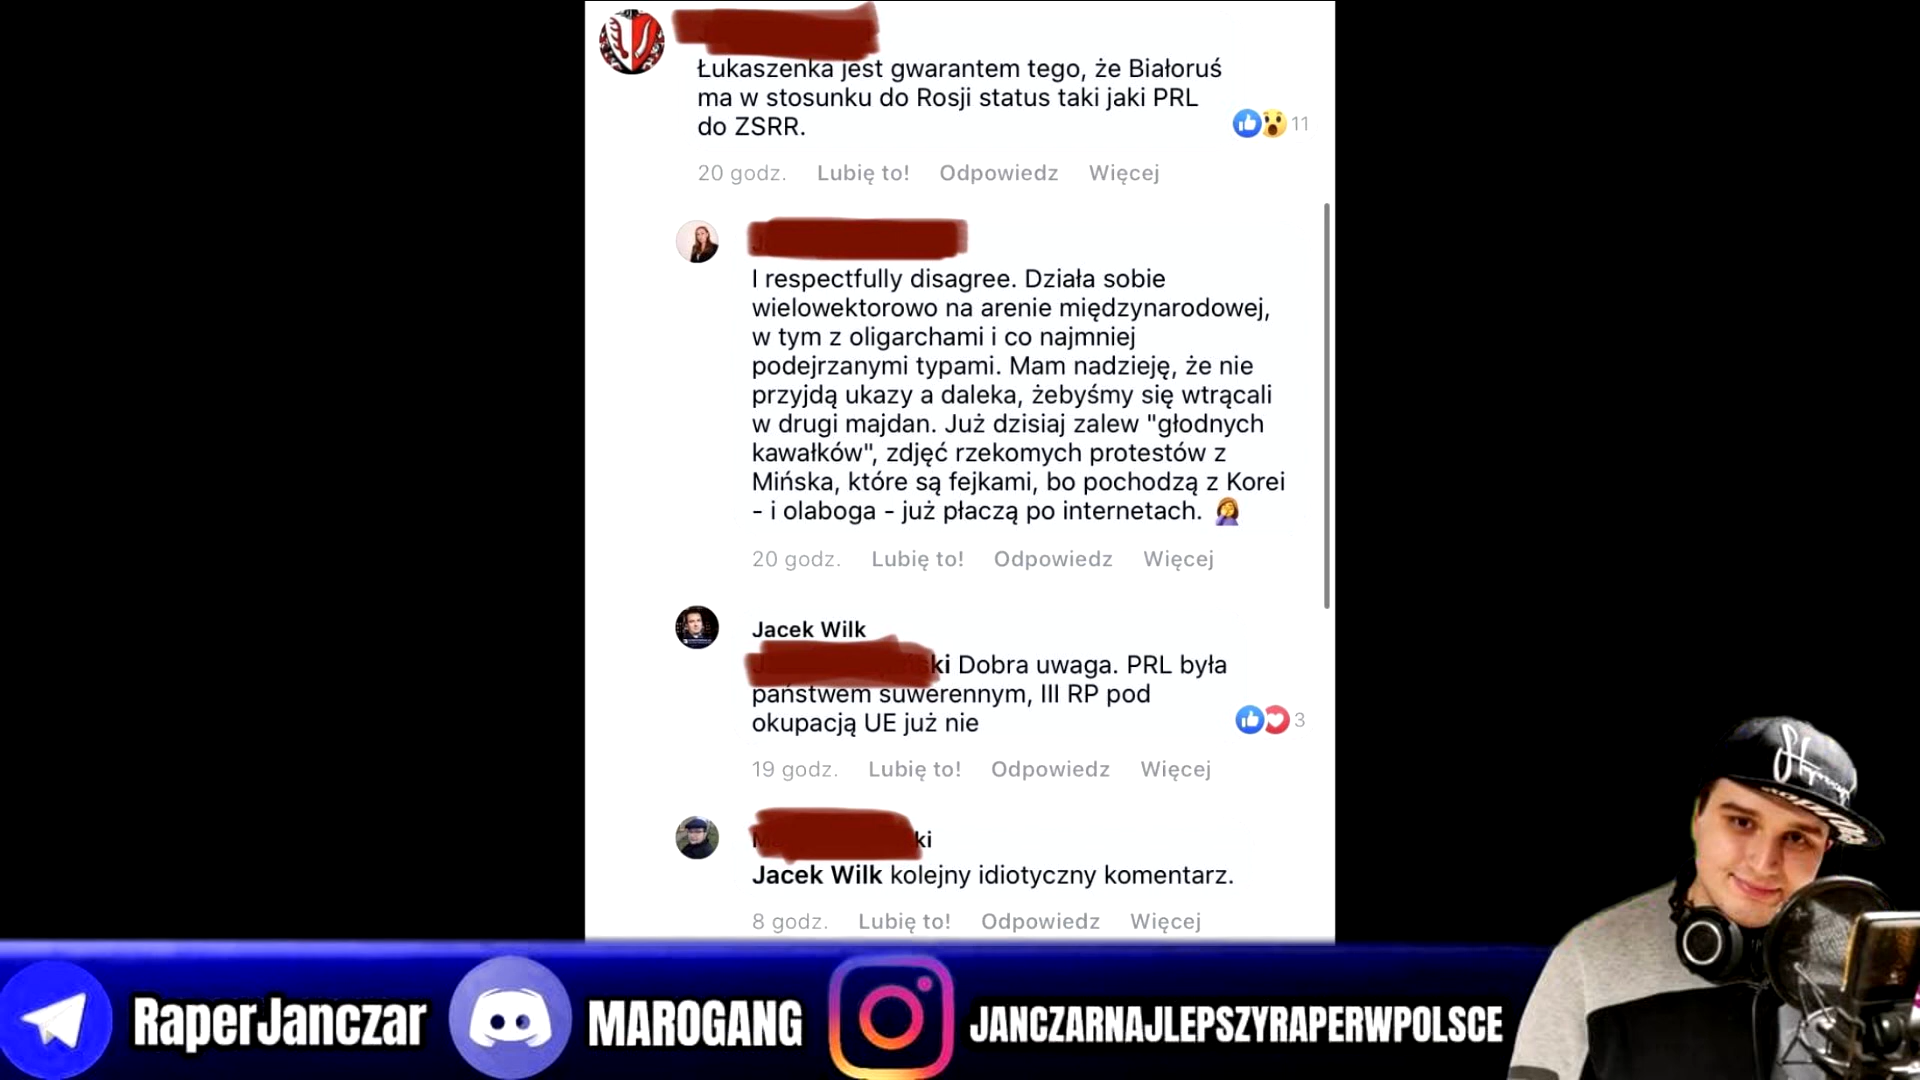 Łukaszenka jest gwarantem tego, że Białoruś
ma w stosunku do Rosji status taki jaki PRL
do ZSRR.
11
20 godz. Lubię to! Odpowiedz Więcej
I respectfully disagree. Działa sobie
wielowektorowo na arenie międzynarodowej,
w tym z oligarchami i co najmniej
podejrzanymi typami. Mam nadzieję, że nie
przyjdą ukazy a daleka, żebyśmy się wtrącali
w drugi majdan. Już dzisiaj zalew "głodnych
kawałków", zdjęć rzekomych protestów z
Mińska, które są fejkami, bo pochodzą z Korei
- i olaboga - już płaczą po internetach. 🤦‍♀️
20 godz. Lubię to! Odpowiedz Więcej
Jacek Wilk
ki Dobra uwaga. PRL była
państwem suwerennym, III RP pod
okupacją UE już nie
3
19 godz. Lubię to! Odpowiedz Więcej
ki
Jacek Wilk kolejny idiotyczny komentarz.
8 godz. Lubię to! Odpowiedz Więcej
RaperJanczar MAROGANG JANCZARNAJLEPSZYRAPERWPOLSCE